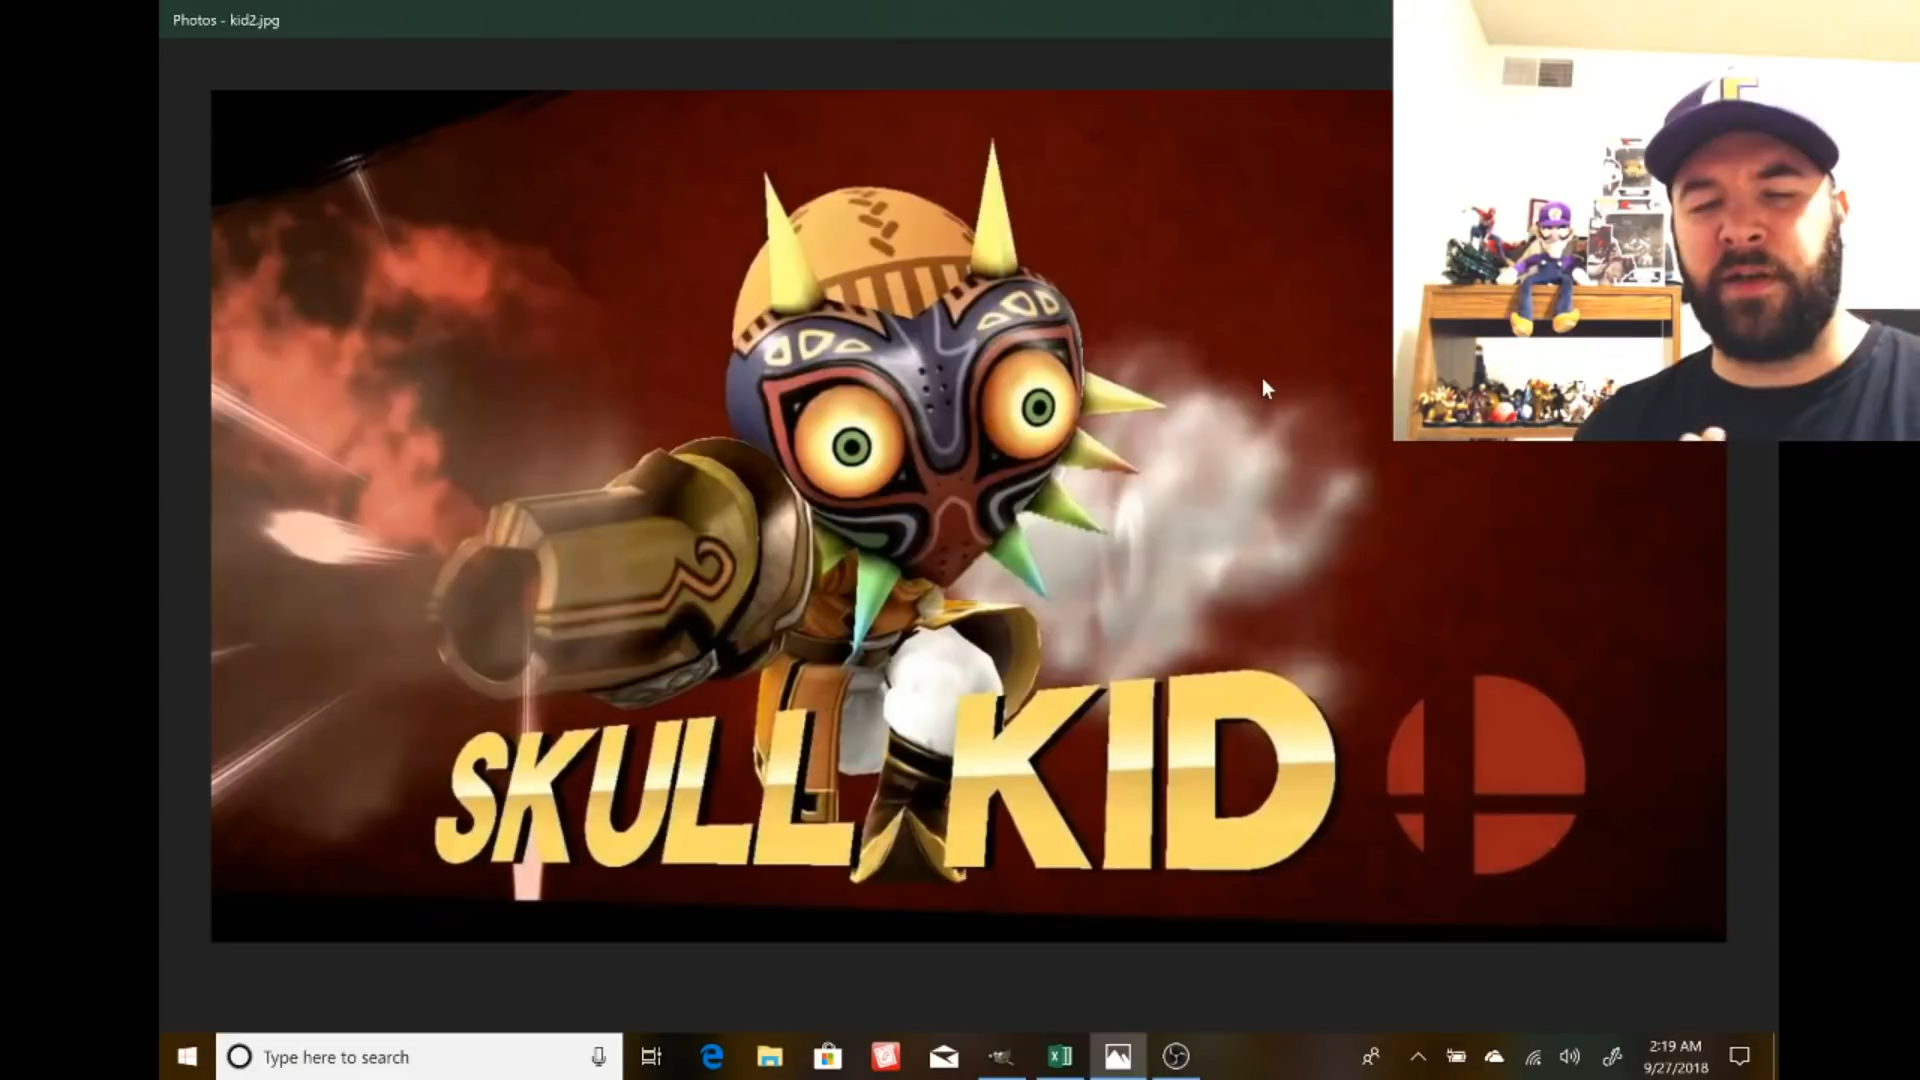 Photos - kid2.jpg
SKULL KID
Type here to search
2:19 AM
9/27/2018